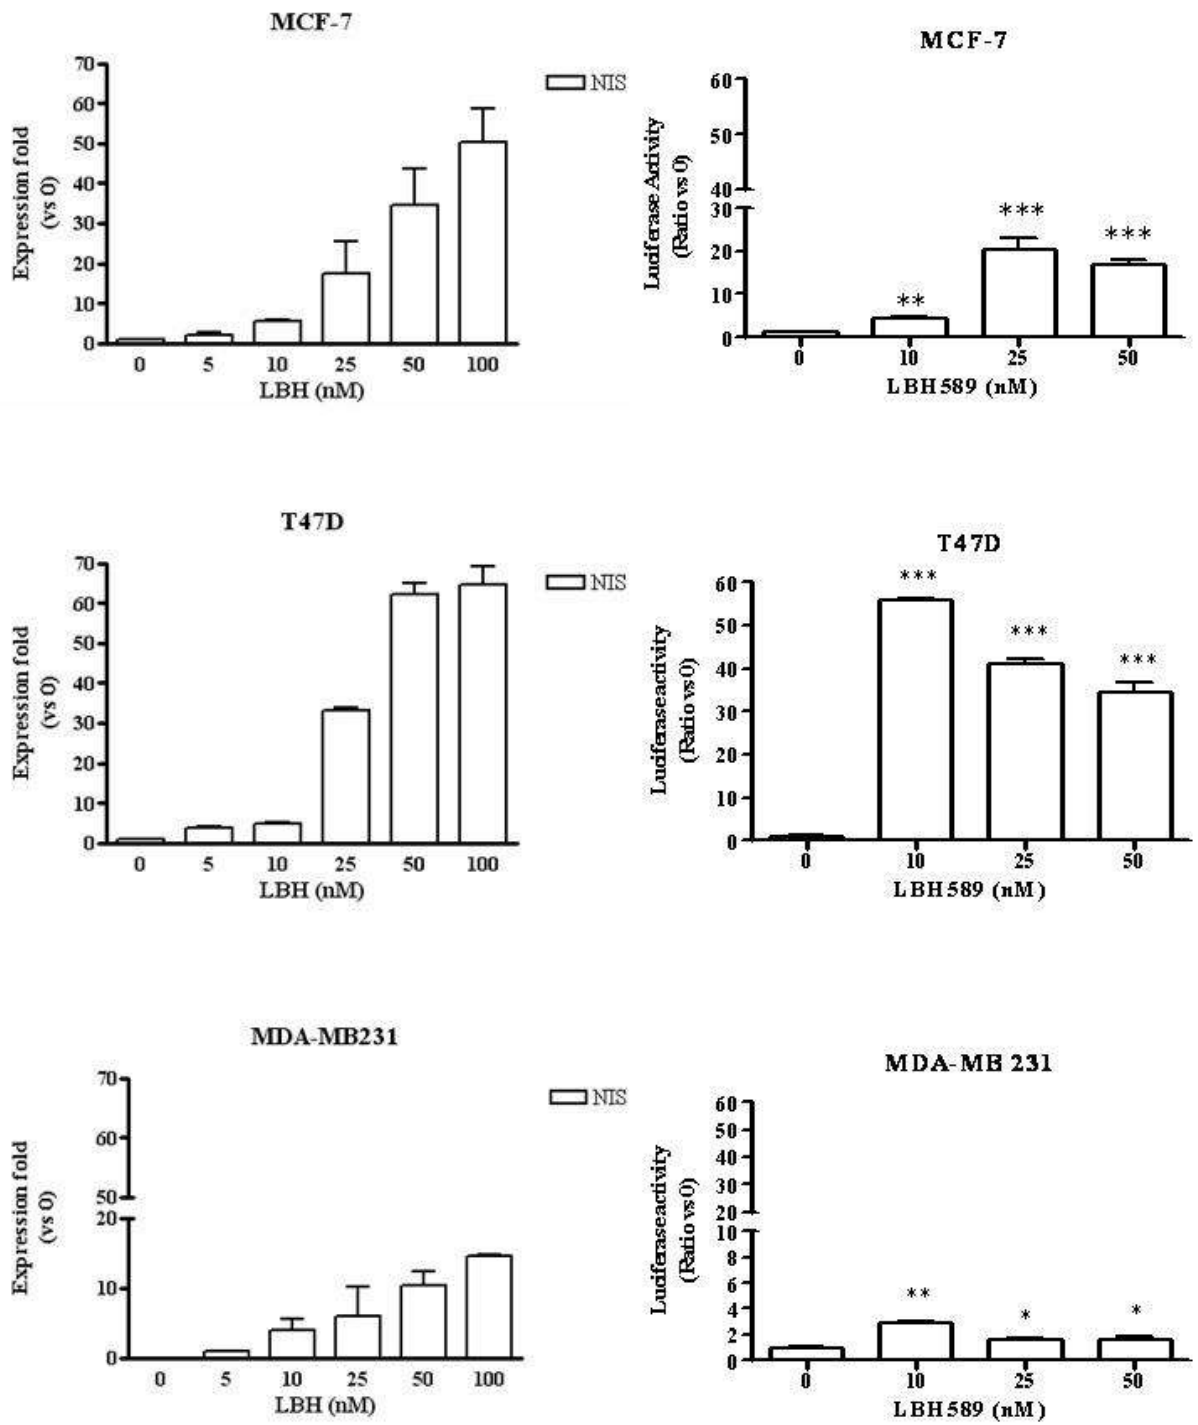 MCF-7
Expression fold
(vs 0)
70
60
50
40
30
20
10
0
0 5 10 25 50 100
LBH (nM)
NIS
MCF-7
Luciferase Activity
(Ratio vs 0)
60
50
40
30
20
10
0
**
***
***
0 10 25 50
LBH589 (nM)
T47D
Expression fold
(vs 0)
70
60
50
40
30
20
10
0
0 5 10 25 50 100
LBH (nM)
NIS
T47D
Luciferaseactivity
(Ratio vs 0)
60
50
40
30
20
10
0
***
***
***
0 10 25 50
LBH589 (nM)
MDA-MB231
Expression fold
(vs 0)
70
60
50
20
10
0
0 5 10 25 50 100
LBH (nM)
NIS
MDA-MB 231
Luciferaseactivity
(Ratio vs 0)
60
50
40
30
20
10
8
6
4
2
0
**
*
*
0 10 25 50
LBH589 (nM)